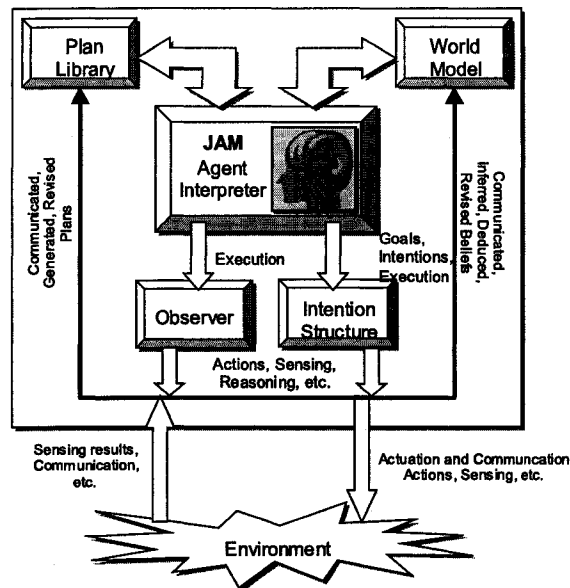 Plan
Library
World
Model
JAM
Agent
Interpreter
Communicated,
Generated, Revised
Plans
Communicated,
Inferred, Deduced,
Revised Beliefs
Execution
Goals,
Intentions,
Execution
Observer
Intention
Structure
Actions, Sensing,
Reasoning, etc.
Sensing results,
Communication,
etc.
Actuation and Communcation
Actions, Sensing, etc.
Environment